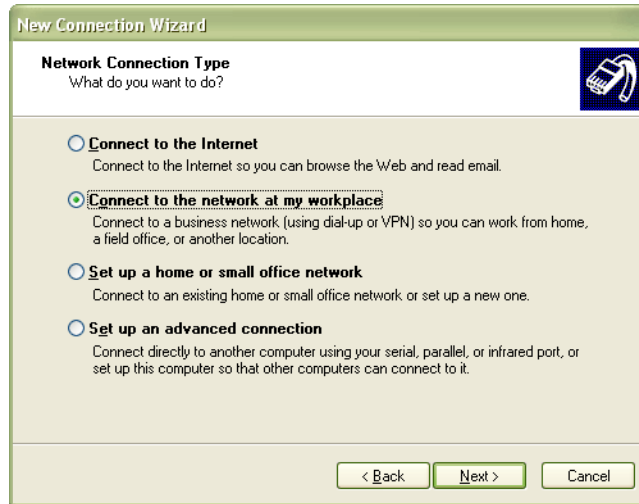 New Connection Wizard
Network Connection Type
What do you want to do?
Connect to the Internet
Connect to the Internet so you can browse the Web and read email.
Connect to the network at my workplace
Connect to a business network (using dial-up or VPN) so you can work from home,
a field office, or another location.
Set up a home or small office network
Connect to an existing home or small office network or set up a new one.
Set up an advanced connection
Connect directly to another computer using your serial, parallel, or infrared port, or
set up this computer so that other computers can connect to it.
< Back Next > Cancel